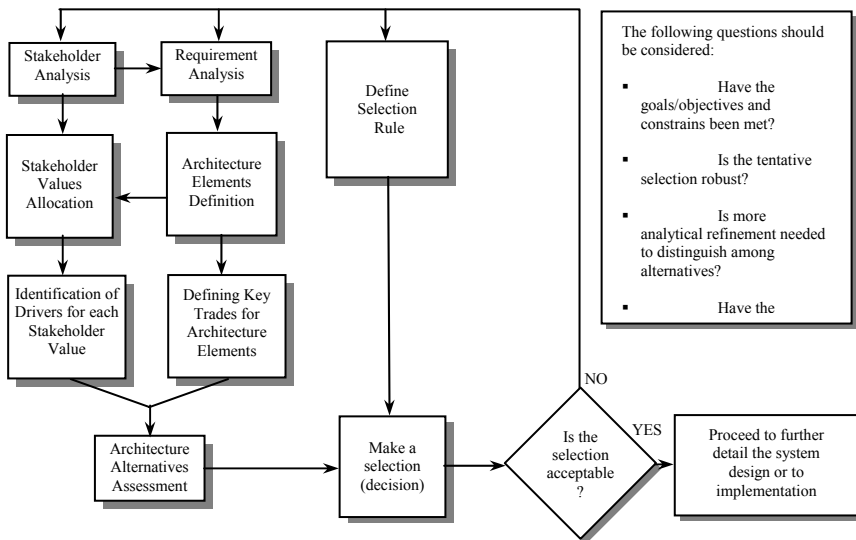 Stakeholder
Analysis
Requirement
Analysis
Define
Selection
Rule
The following questions should
be considered:
▪ Have the
goals/objectives and
constrains been met?
▪ Is the tentative
selection robust?
▪ Is more
analytical refinement needed
to distinguish among
alternatives?
▪ Have the
Stakeholder
Values
Allocation
Architecture
Elements
Definition
Identification of
Drivers for each
Stakeholder
Value
Defining Key
Trades for
Architecture
Elements
Architecture
Alternatives
Assessment
Make a
selection
(decision)
NO
Is the
selection
acceptable
?
YES
Proceed to further
detail the system
design or to
implementation